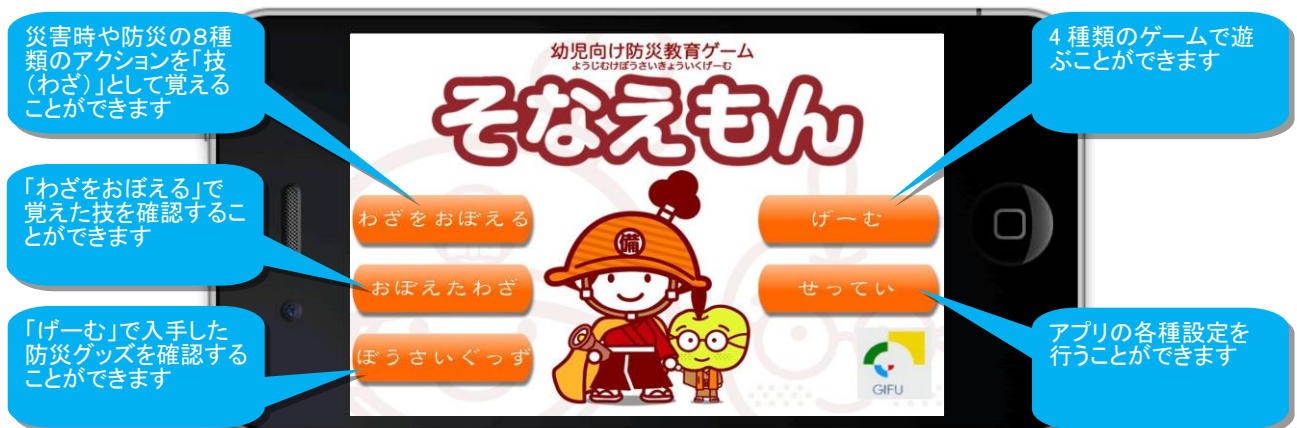 災害時や防災の8種
類のアクションを「技
(わざ)」として覚える
ことができます
「わざをおぼえる」で
覚えた技を確認するこ
とができます
「げーむ」で入手した
防災グッズを確認する
ことができます
幼児向け防災教育ゲーム
ようじむけぼうさいきょういくげーむ
そなえもん
わざをおぼえる
おぼえたわざ
ぼうさいぐっず
備
げーむ
せってい
GIFU
4種類のゲームで遊
ぶことができます
アプリの各種設定を
行うことができます